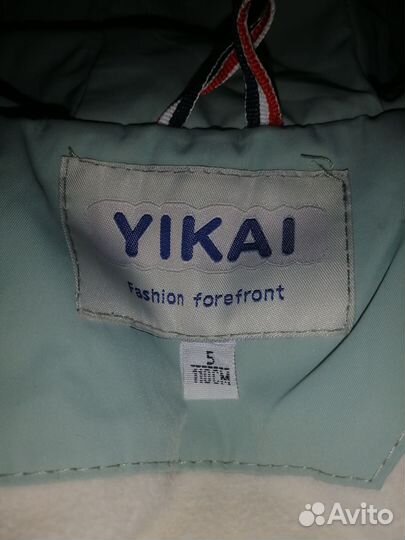 YIKAI
Fashion forefront
5
110CM
Avito